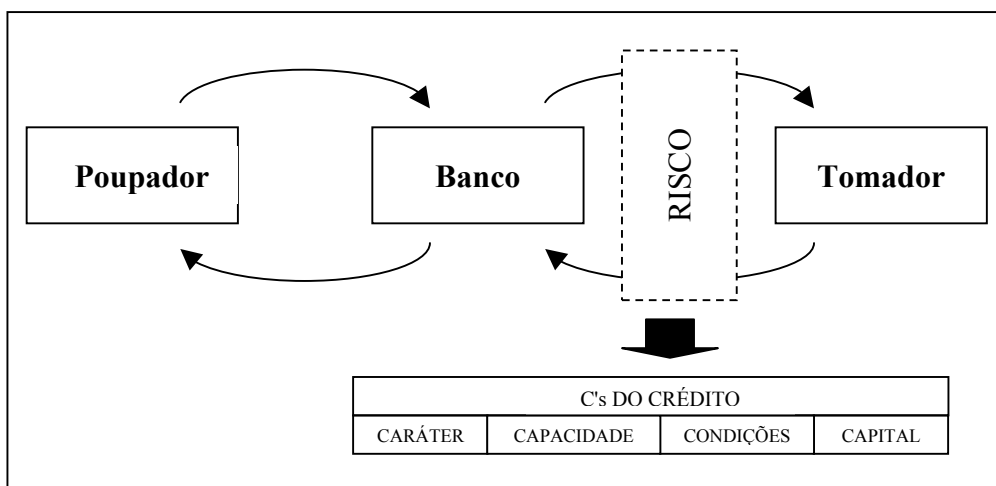 Poupador
Banco
RISCO
Tomador
C's DO CRÉDITO
CARÁTER CAPACIDADE CONDIÇÕES CAPITAL